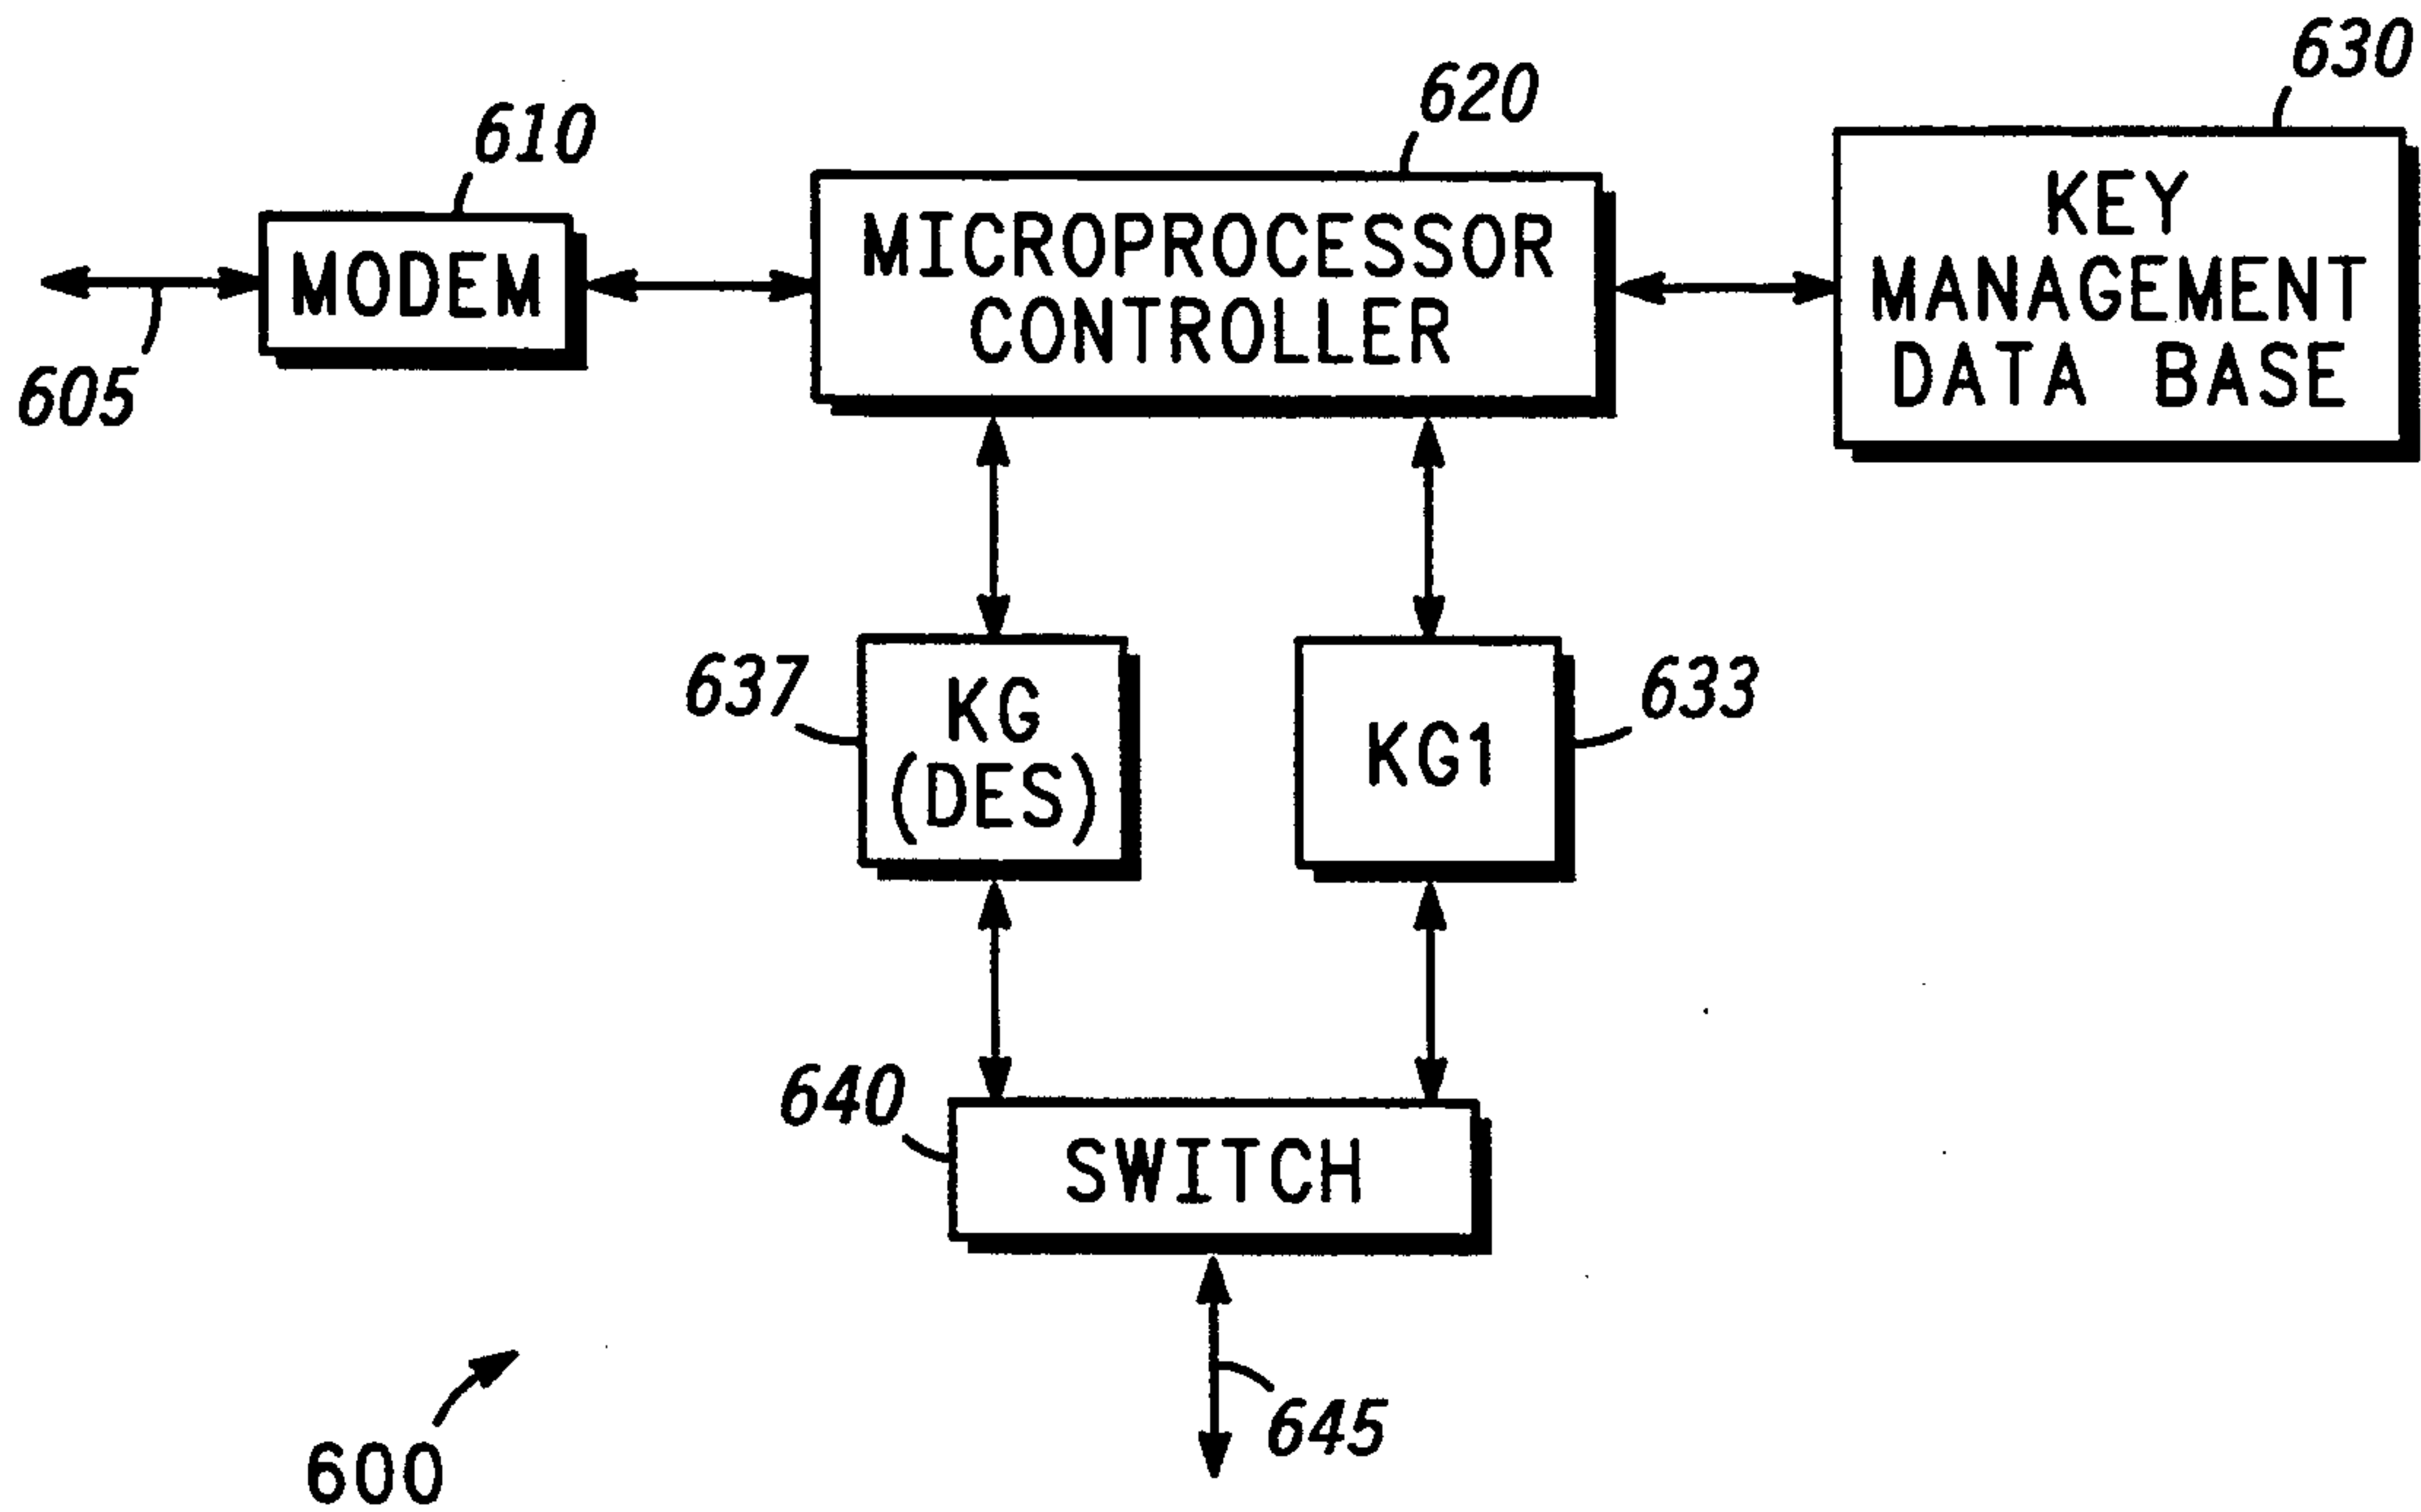 630
620
610
KEY
MANAGEMENT
DATA BASE
MICROPROCESSOR
CONTROLLER
MODEM
605
637
KG
(DES)
KG1
633
640
SWITCH
645
600